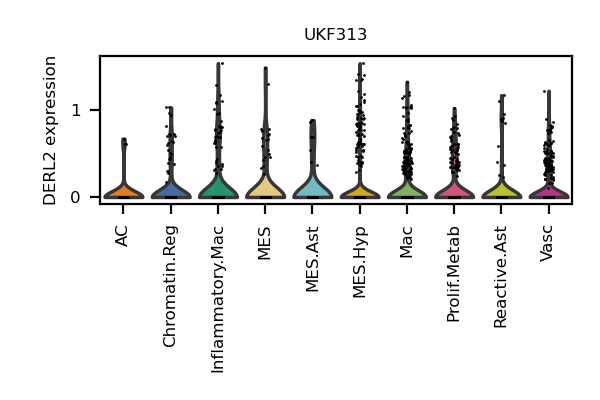 UKF313
DERL2 expression
1
0
AC
Chromatin.Reg
Inflammatory.Mac
MES
MES.Ast
MES.Hyp
Mac
Prolif.Metab
Reactive.Ast
Vasc